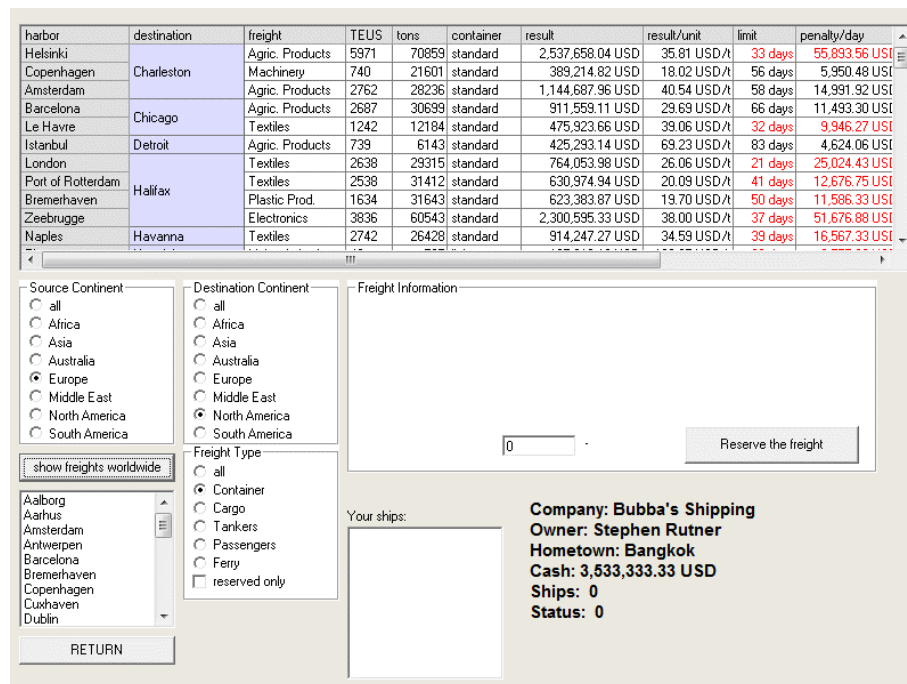 harbor destination freight TEUS tons container result result/unit limit penalty/day
Helsinki Charleston Agric. Products 5971 70859 standard 2,537,658.04 USD 35.81 USD/t 33 days 55,893.56 USD
Copenhagen Machinery 740 21601 standard 389,214.82 USD 18.02 USD/t 56 days 5,950.48 USD
Amsterdam Agric. Products 2762 28236 standard 1,144,687.96 USD 40.54 USD/t 58 days 14,991.92 USD
Barcelona Chicago Agric. Products 2687 30699 standard 911,559.11 USD 29.69 USD/t 66 days 11,493.30 USD
Le Havre Textiles 1242 12184 standard 475,923.66 USD 39.06 USD/t 32 days 9,946.27 USD
Istanbul Detroit Agric. Products 739 6143 standard 425,293.14 USD 69.23 USD/t 83 days 4,624.06 USD
London Halifax Textiles 2638 29315 standard 764,053.98 USD 26.06 USD/t 21 days 25,024.43 USD
Port of Rotterdam Textiles 2538 31412 standard 630,974.94 USD 20.09 USD/t 41 days 12,676.75 USD
Bremerhaven Plastic Prod. 1634 31643 standard 623,383.87 USD 19.70 USD/t 50 days 11,586.33 USD
Zeebrugge Electronics 3836 60543 standard 2,300,595.33 USD 38.00 USD/t 37 days 51,676.88 USD
Naples Havanna Textiles 2742 26428 standard 914,247.27 USD 34.59 USD/t 39 days 16,567.33 USD
Source Continent
all
Africa
Asia
Australia
Europe
Middle East
North America
South America
show freights worldwide
Aalborg
Aarhus
Amsterdam
Antwerpen
Barcelona
Bremerhaven
Copenhagen
Cuxhaven
Dublin
RETURN
Destination Continent
all
Africa
Asia
Australia
Europe
Middle East
North America
South America
Freight Type
all
Container
Cargo
Tankers
Passengers
Ferry
reserved only
Freight Information
0 -
Reserve the freight
Your ships:
Company: Bubba's Shipping
Owner: Stephen Rutner
Hometown: Bangkok
Cash: 3,533,333.33 USD
Ships: 0
Status: 0